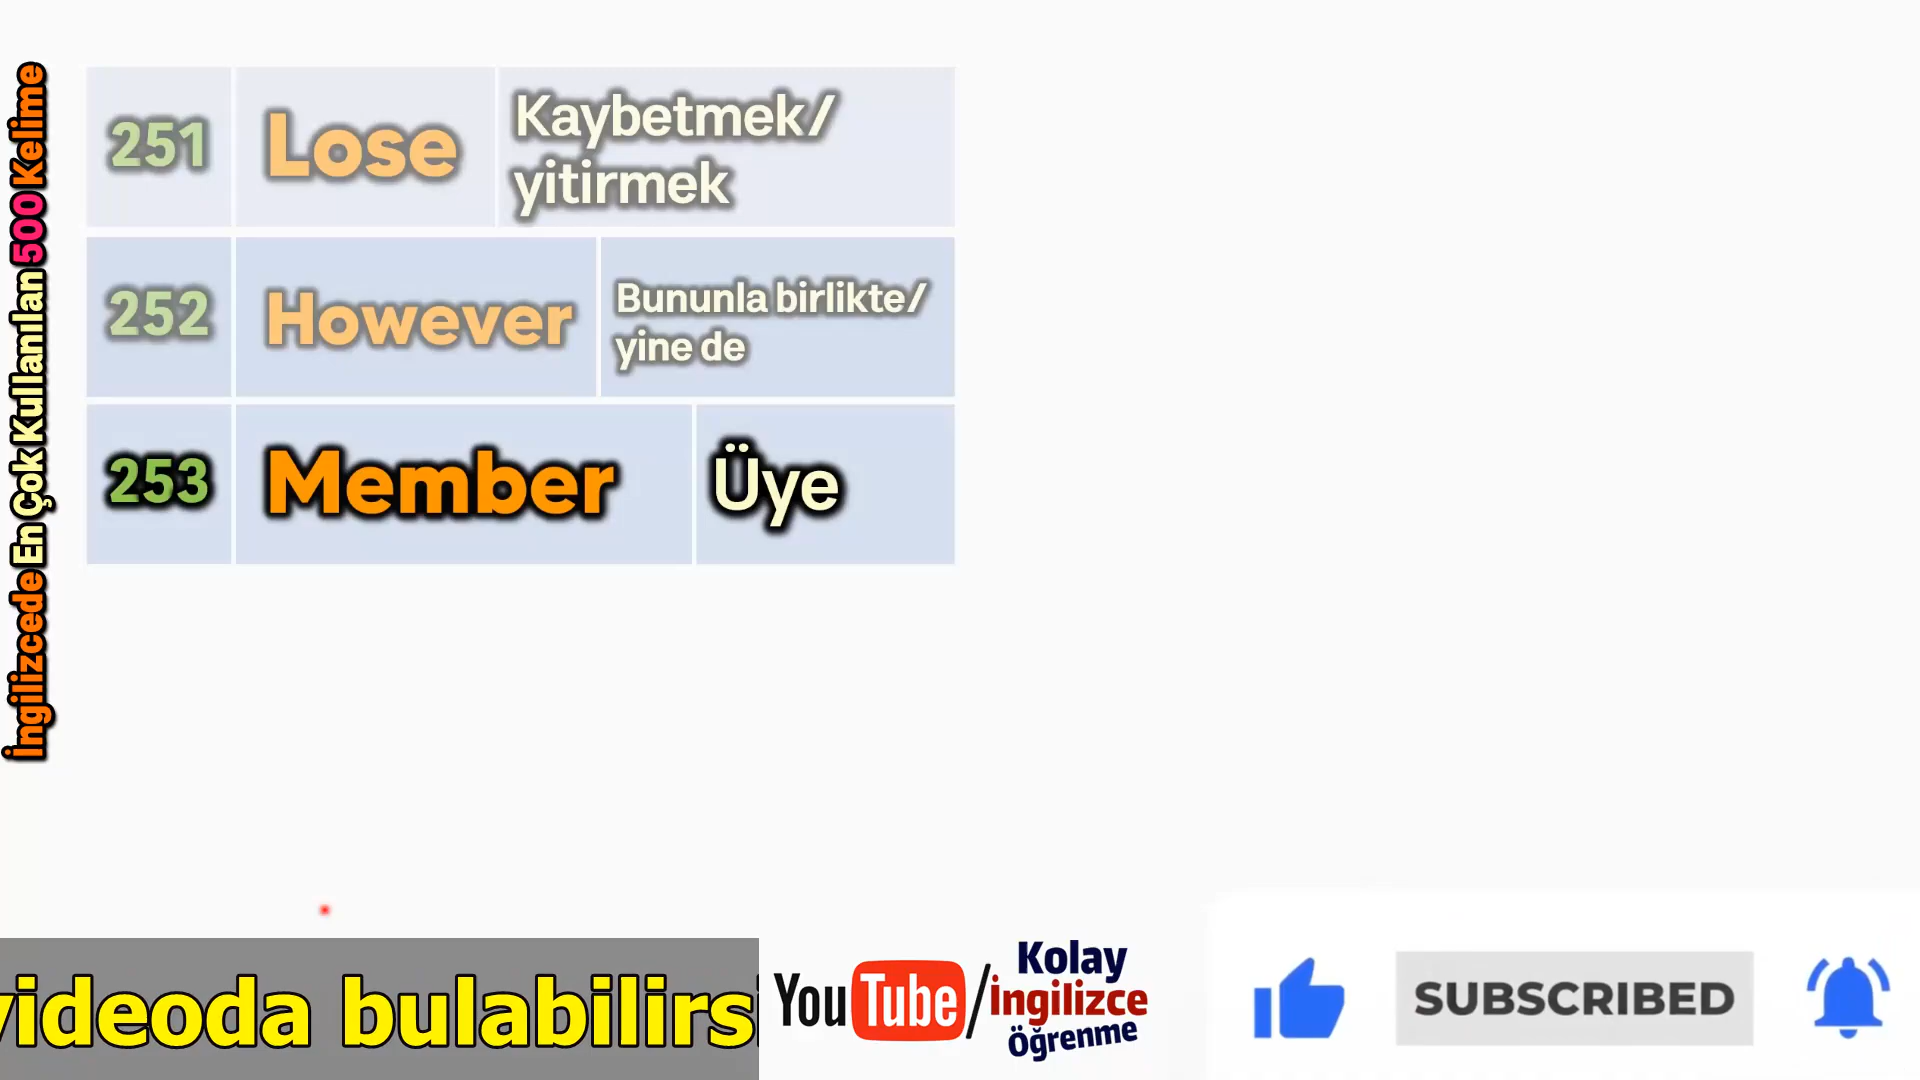 İngilizcede En Çok Kullanılan 500 Kelime
251 Lose Kaybetmek/
yitirmek
252 However Bununla birlikte/
yine de
253 Member Üye
videoda bulabilirs
YouTube/Kolay
İngilizce
Öğrenme
SUBSCRIBED